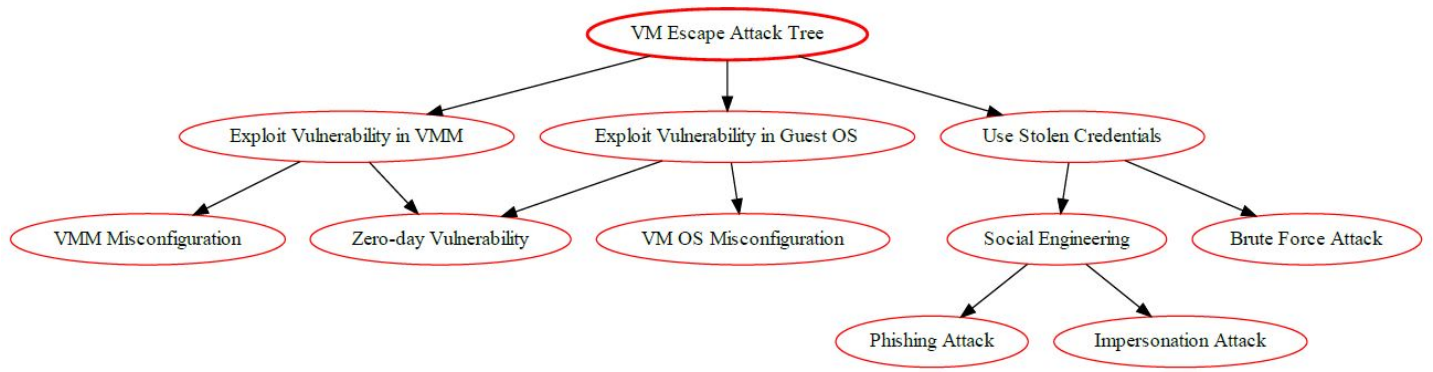 VM Escape Attack Tree
Exploit Vulnerability in VMM
Exploit Vulnerability in Guest OS
Use Stolen Credentials
VMM Misconfiguration
Zero-day Vulnerability
VM OS Misconfiguration
Social Engineering
Brute Force Attack
Phishing Attack
Impersonation Attack